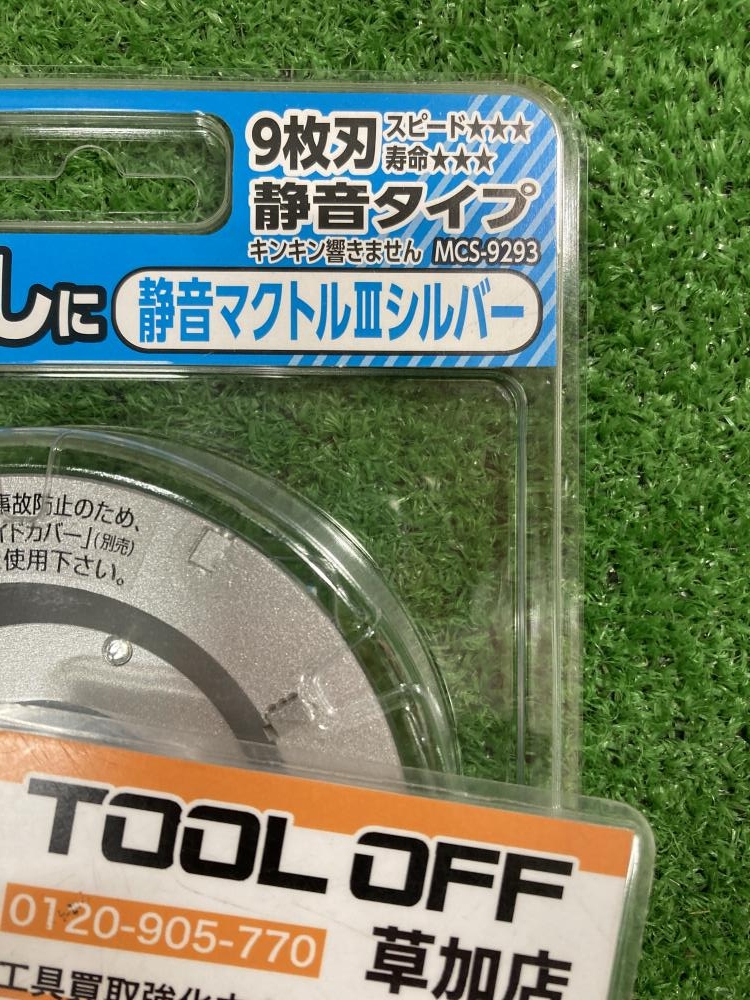 9枚刃
スピード★★★
寿命★★★
静音タイプ
キンキン響きません MCS-9293
しに
静音マクトルⅢシルバー
事故防止のため、
イドカバー」(別売)
使用下さい。
TOOL OFF
0120-905-770
草加店
工具買取強化